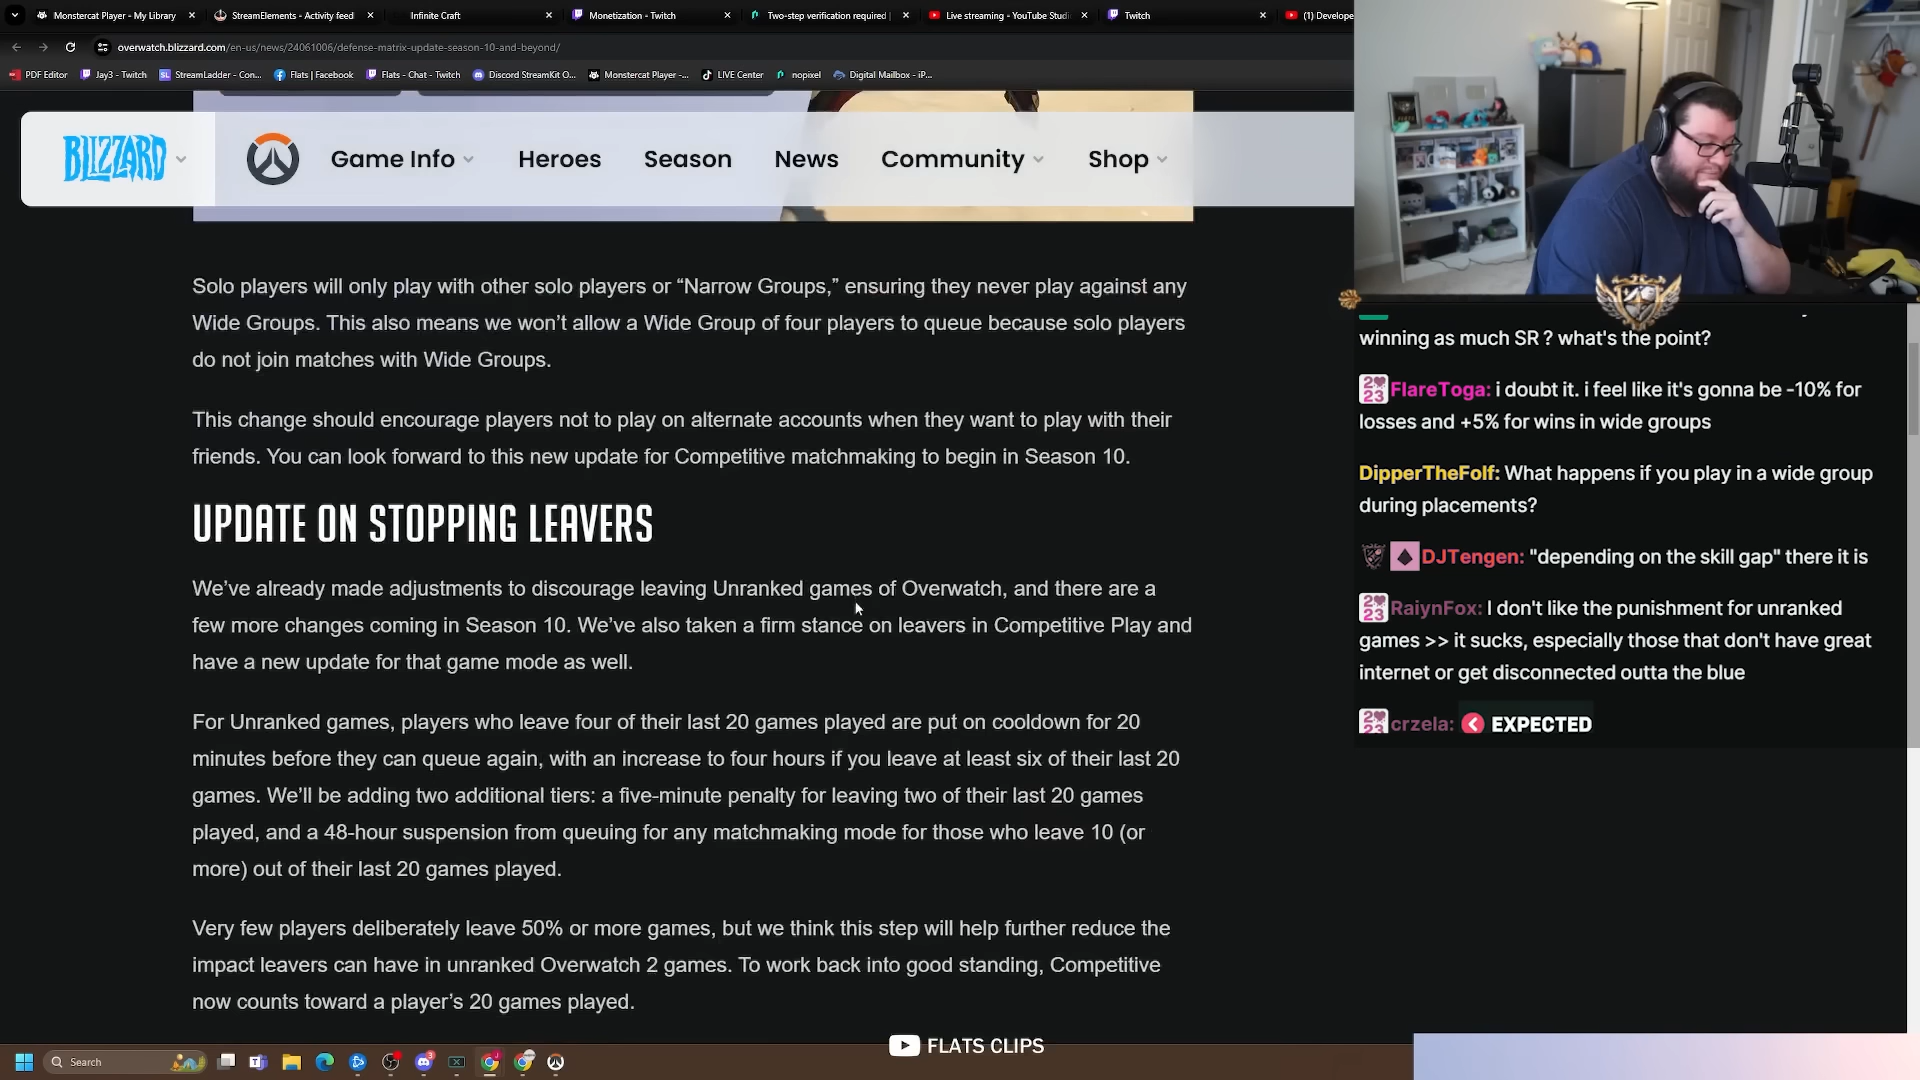 Monstercat Player - My Library
StreamElements - Activity feed
Infinite Craft
Monetization - Twitch
Two-step verification required |
Live streaming - YouTube Studi
Twitch
(1) Develope
overwatch.blizzard.com/en-us/news/24061006/defense-matrix-update-season-10-and-beyond/
PDF Editor
Jay3 - Twitch
StreamLadder - Con...
Flats | Facebook
Flats - Chat - Twitch
Discord StreamKit O...
Monstercat Player -...
LIVE Center
nopixel
Digital Mailbox - iP...
BLIZZARD
Game Info
Heroes
Season
News
Community
Shop
Solo players will only play with other solo players or “Narrow Groups,” ensuring they never play against any
Wide Groups. This also means we won’t allow a Wide Group of four players to queue because solo players
do not join matches with Wide Groups.
This change should encourage players not to play on alternate accounts when they want to play with their
friends. You can look forward to this new update for Competitive matchmaking to begin in Season 10.
UPDATE ON STOPPING LEAVERS
We’ve already made adjustments to discourage leaving Unranked games of Overwatch, and there are a
few more changes coming in Season 10. We’ve also taken a firm stance on leavers in Competitive Play and
have a new update for that game mode as well.
For Unranked games, players who leave four of their last 20 games played are put on cooldown for 20
minutes before they can queue again, with an increase to four hours if you leave at least six of their last 20
games. We’ll be adding two additional tiers: a five-minute penalty for leaving two of their last 20 games
played, and a 48-hour suspension from queuing for any matchmaking mode for those who leave 10 (or
more) out of their last 20 games played.
Very few players deliberately leave 50% or more games, but we think this step will help further reduce the
impact leavers can have in unranked Overwatch 2 games. To work back into good standing, Competitive
now counts toward a player’s 20 games played.
winning as much SR ? what's the point?
FlareToga: i doubt it. i feel like it's gonna be -10% for
losses and +5% for wins in wide groups
DipperTheFolf: What happens if you play in a wide group
during placements?
DJTengen: "depending on the skill gap" there it is
RaiynFox: I don't like the punishment for unranked
games >> it sucks, especially those that don't have great
internet or get disconnected outta the blue
crzela: EXPECTED
FLATS CLIPS
Search